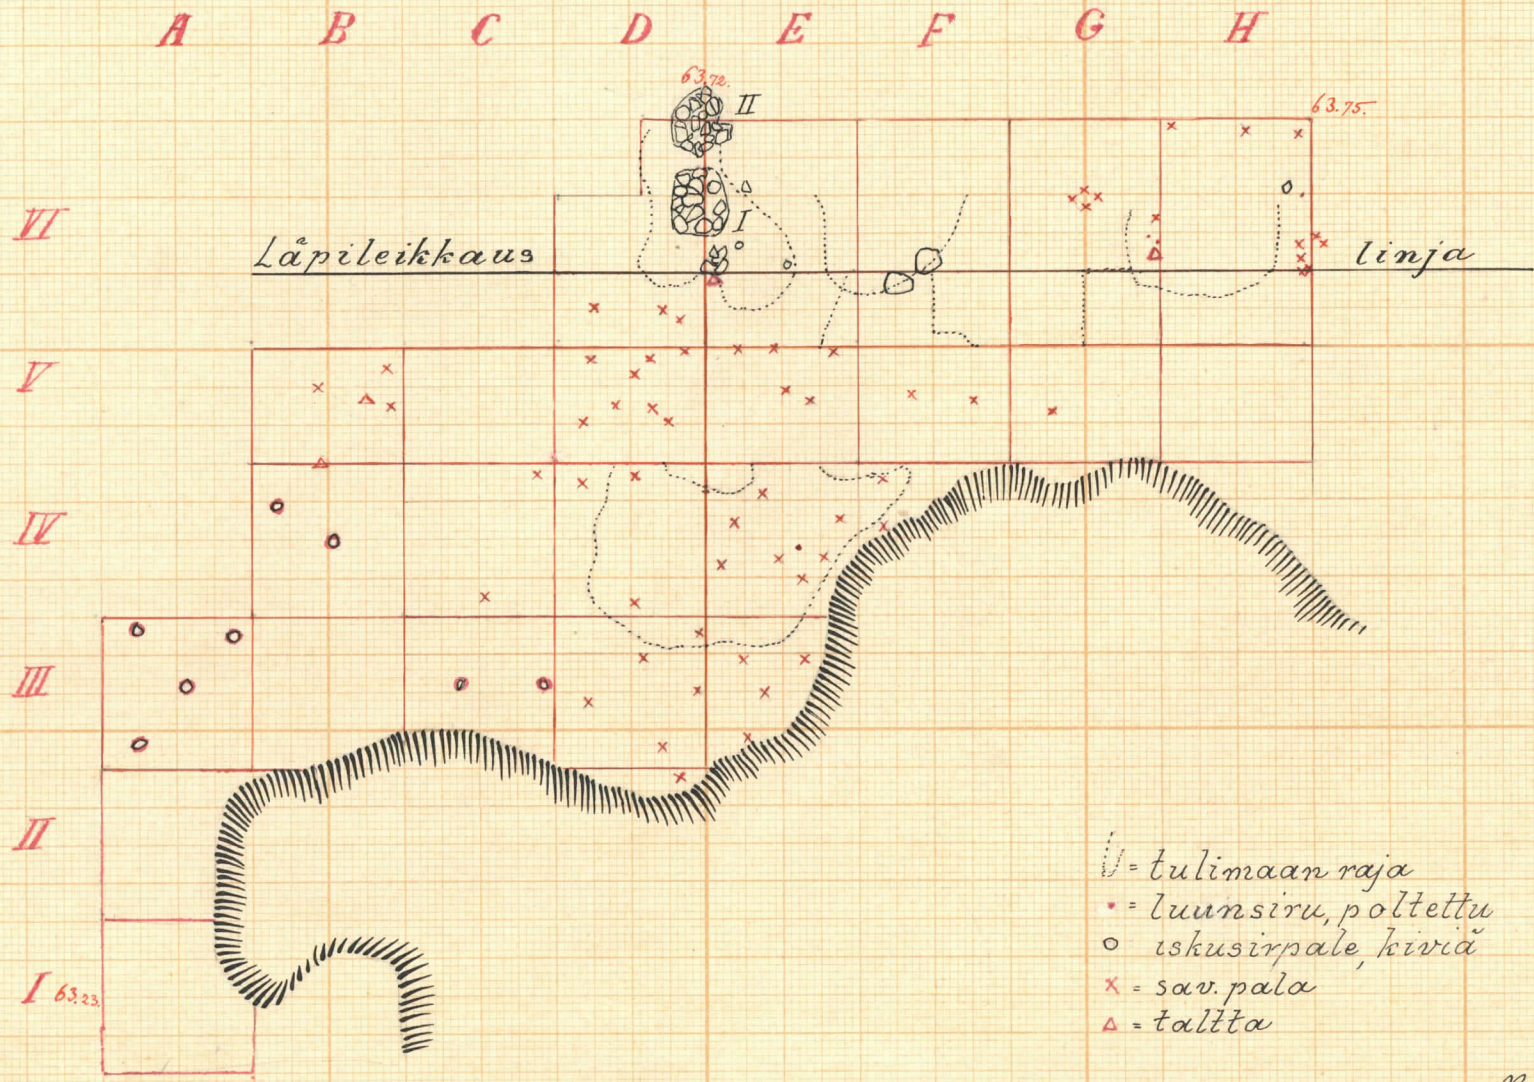 A B C D E F G H
63.72.
II
63.75.
VI
I
Läpileikkaus linja
V
IV
III
II
= tulimaan raja
= luunsiru, poltettu
iskusirpale, kiviä
= sav. pala
= taltta
I 63.23.